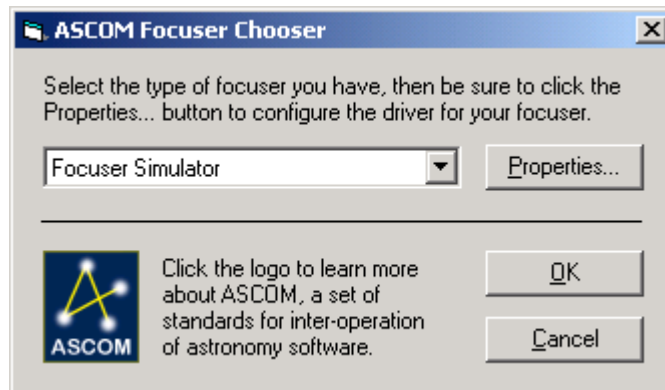 ASCOM Focuser Chooser
Select the type of focuser you have, then be sure to click the
Properties... button to configure the driver for your focuser.
Focuser Simulator
Properties...
Click the logo to learn more
about ASCOM, a set of
standards for inter-operation
of astronomy software.
ASCOM
OK
Cancel